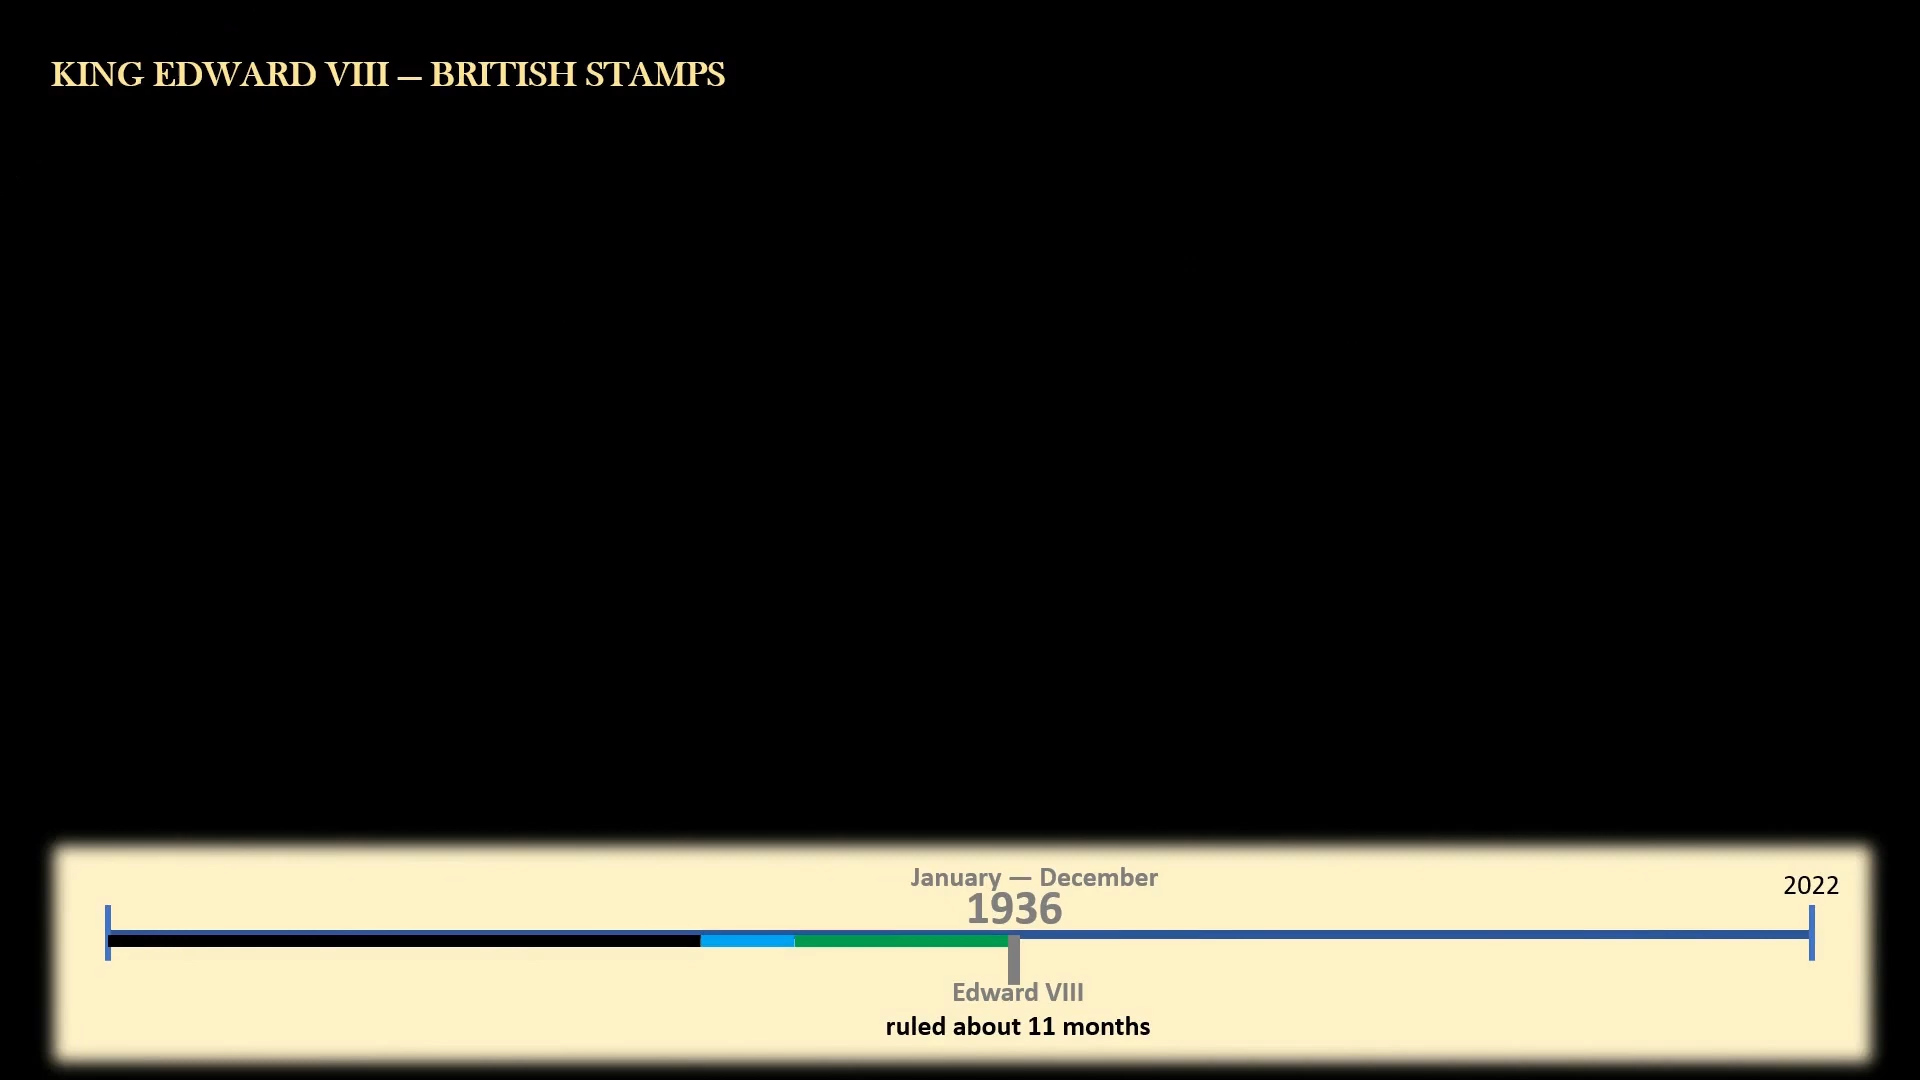 KING EDWARD VIII — BRITISH STAMPS
January — December
1936
2022
Edward VIII
ruled about 11 months